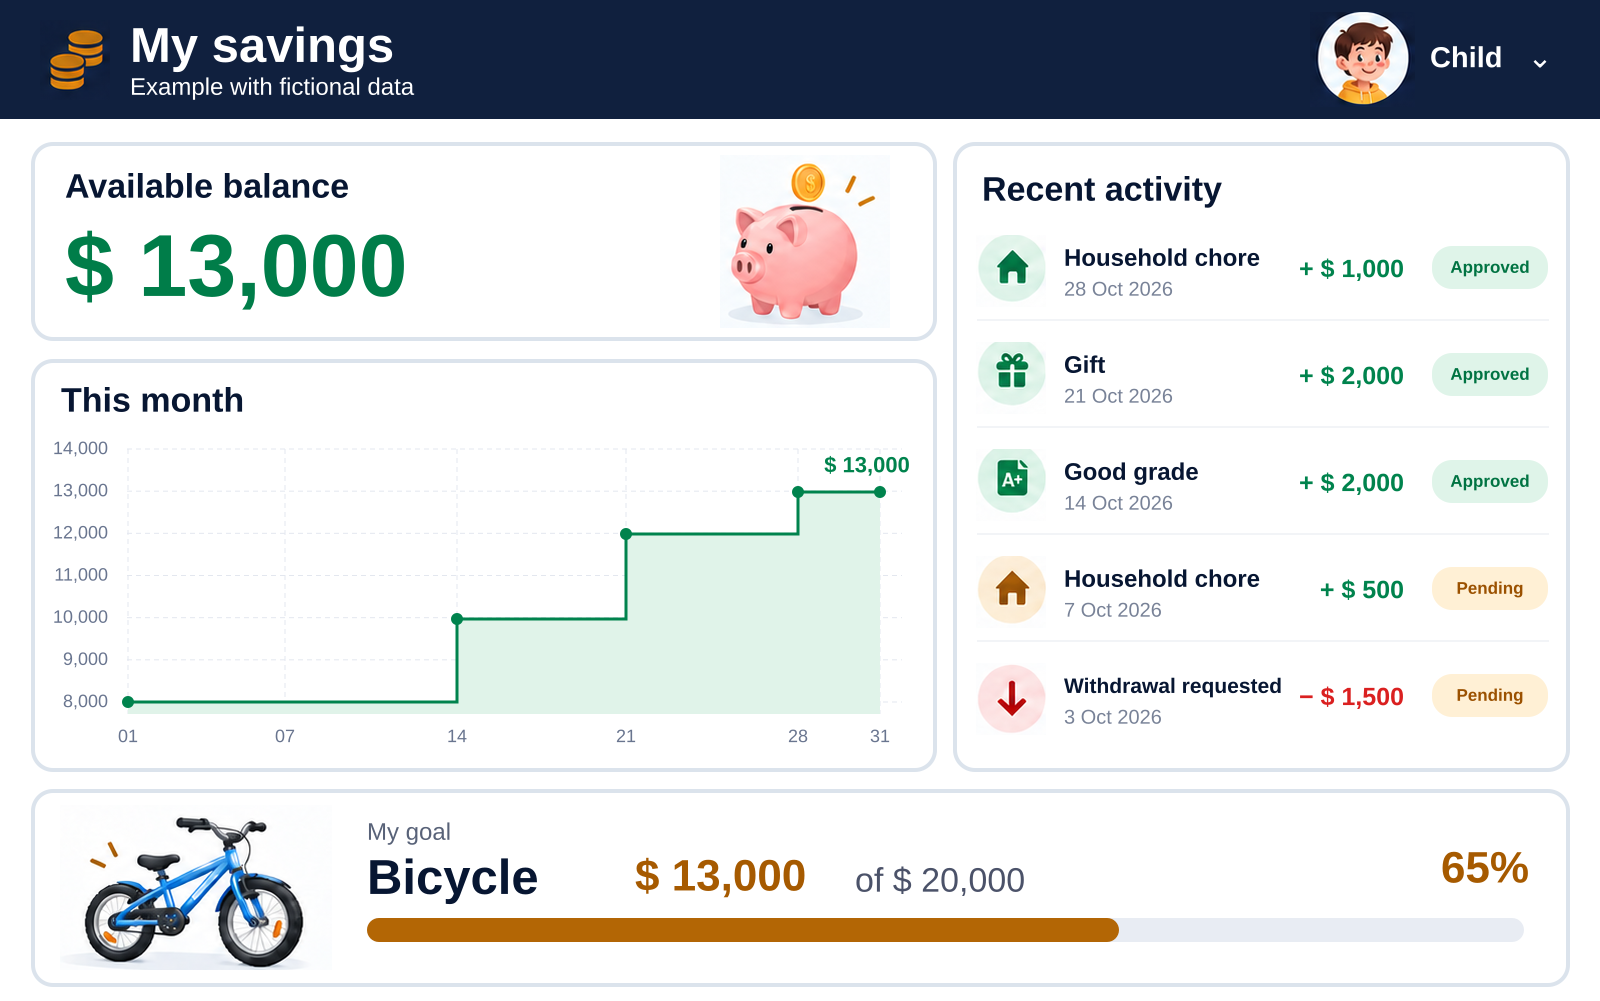 My savings
Example with fictional data
Child
Available balance
$ 13,000
This month
14,000
13,000
12,000
11,000
10,000
9,000
8,000
$ 13,000
01 07 14 21 28 31
Recent activity
Household chore
28 Oct 2026
+ $ 1,000
Approved
Gift
21 Oct 2026
+ $ 2,000
Approved
A+
Good grade
14 Oct 2026
+ $ 2,000
Approved
Household chore
7 Oct 2026
+ $ 500
Pending
Withdrawal requested
3 Oct 2026
− $ 1,500
Pending
My goal
Bicycle
$ 13,000 of $ 20,000
65%